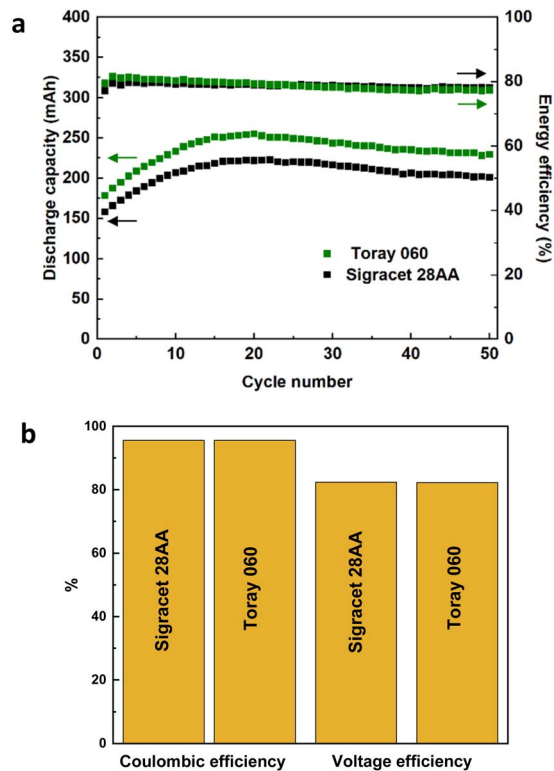 a
400
350
300
250
200
150
100
50
0
Discharge capacity (mAh)
100
80
60
40
20
0
Energy efficiency
(%)
Toray 060
Sigracet 28AA
0 10 20 30 40 50
Cycle number
b
100
80
60
40
20
0
%
Sigracet 28AA
Toray 060
Sigracet 28AA
Toray 060
Coulombic efficiency Voltage efficiency